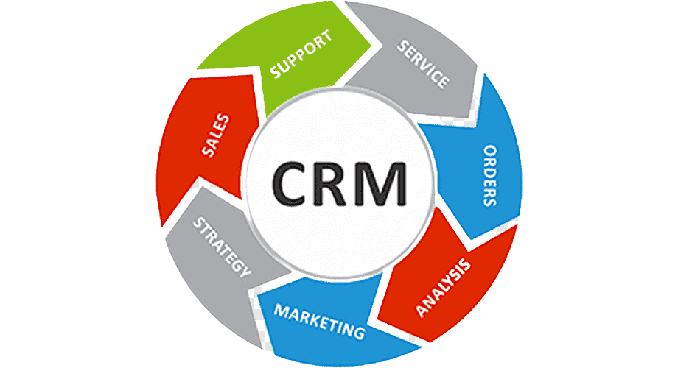 SUPPORT
SERVICE
ORDERS
ANALYSIS
MARKETING
STRATEGY
SALES
CRM